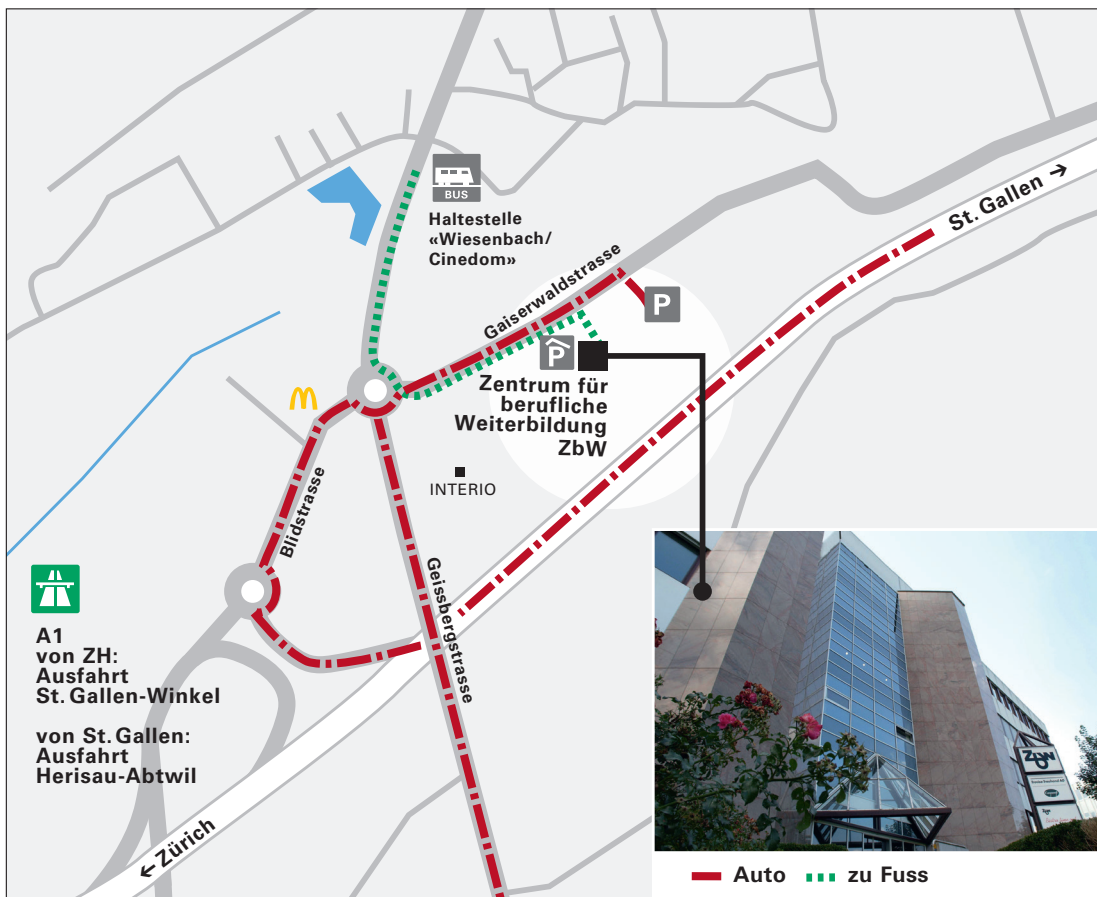 St. Gallen →
BUS
Haltestelle
«Wiesenbach/
Cinedom»
Gaiserwaldstrasse
P
P
Zentrum für
berufliche
Weiterbildung
ZbW
INTERIO
Blidstrasse
Geissbergstrasse
A1
von ZH:
Ausfahrt
St. Gallen-Winkel
von St. Gallen:
Ausfahrt
Herisau-Abtwil
← Zürich
ZbW
Auto
zu Fuss